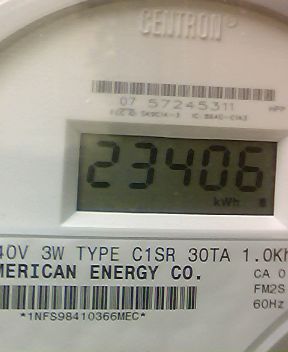 CENTRON®
07 57245311
23406
kWh
40V 3W TYPE C1SR 30TA 1.0Kh
MERICAN ENERGY CO.
CA 0
FM2S
60Hz
*1NFS98410366MEC*